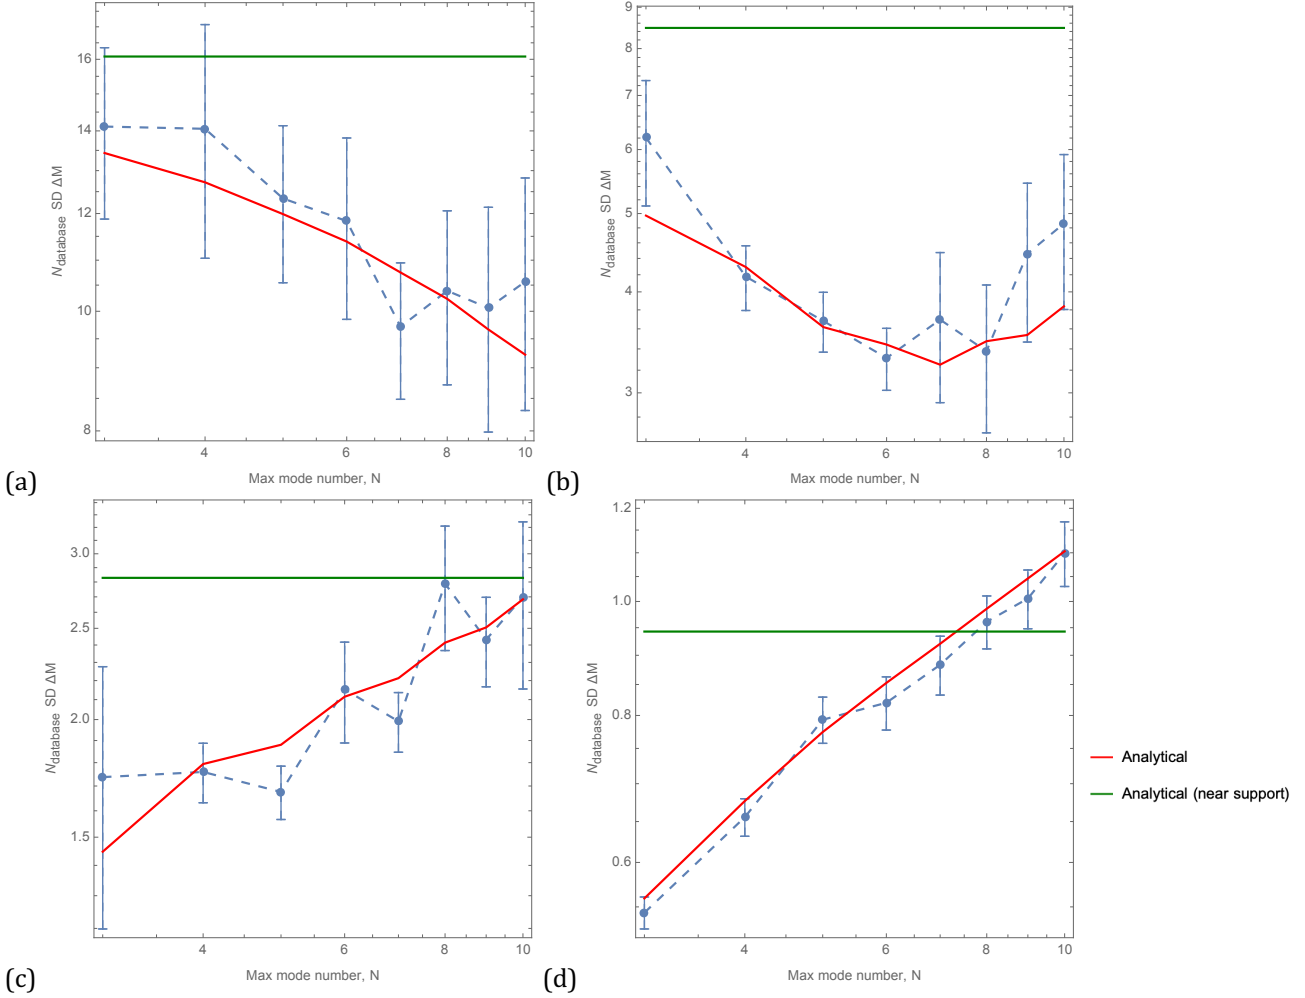 16
14
12
10
8
N_database SD ΔM
4
6
8
10
Max mode number, N
(a)
9
8
7
6
5
4
3
N_database SD ΔM
4
6
8
10
Max mode number, N
(b)
3.0
2.5
2.0
1.5
N_database SD ΔM
4
6
8
10
Max mode number, N
(c)
1.2
1.0
0.8
0.6
N_database SD ΔM
4
6
8
10
Max mode number, N
(d)
Analytical
Analytical (near support)